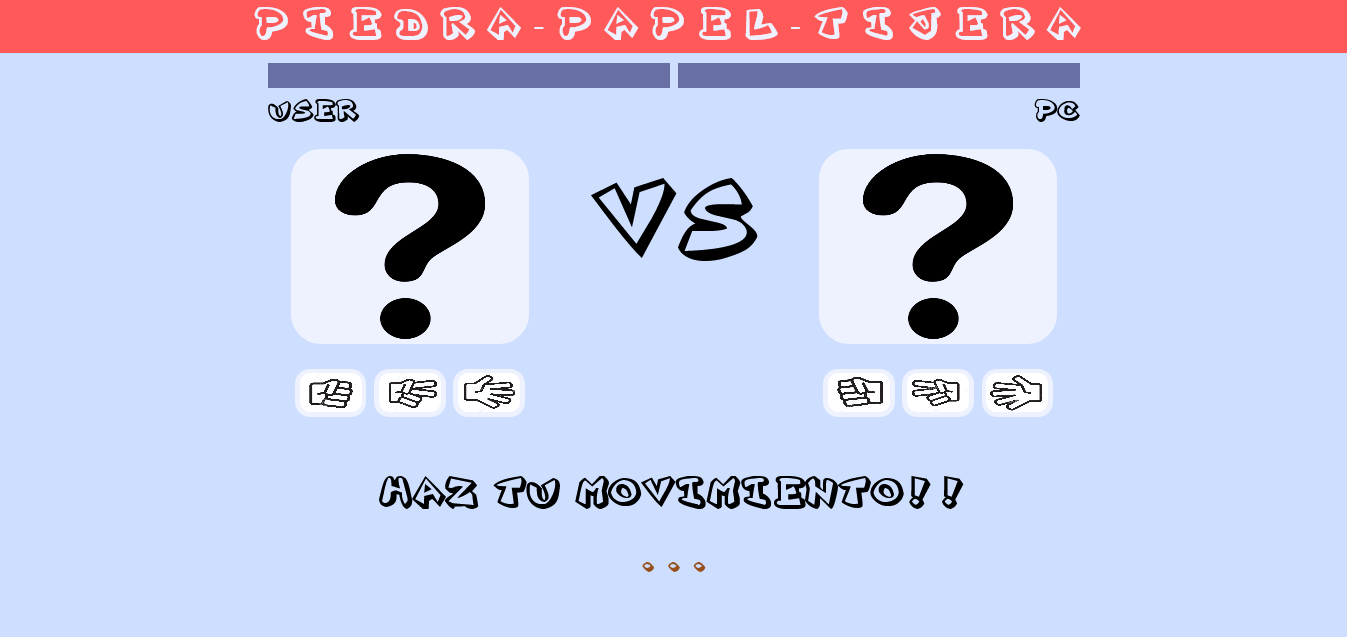 PIEDRA-PAPEL-TIJERA
USER
PC
?
VS
?
HAZ TU MOVIMIENTO!!
...